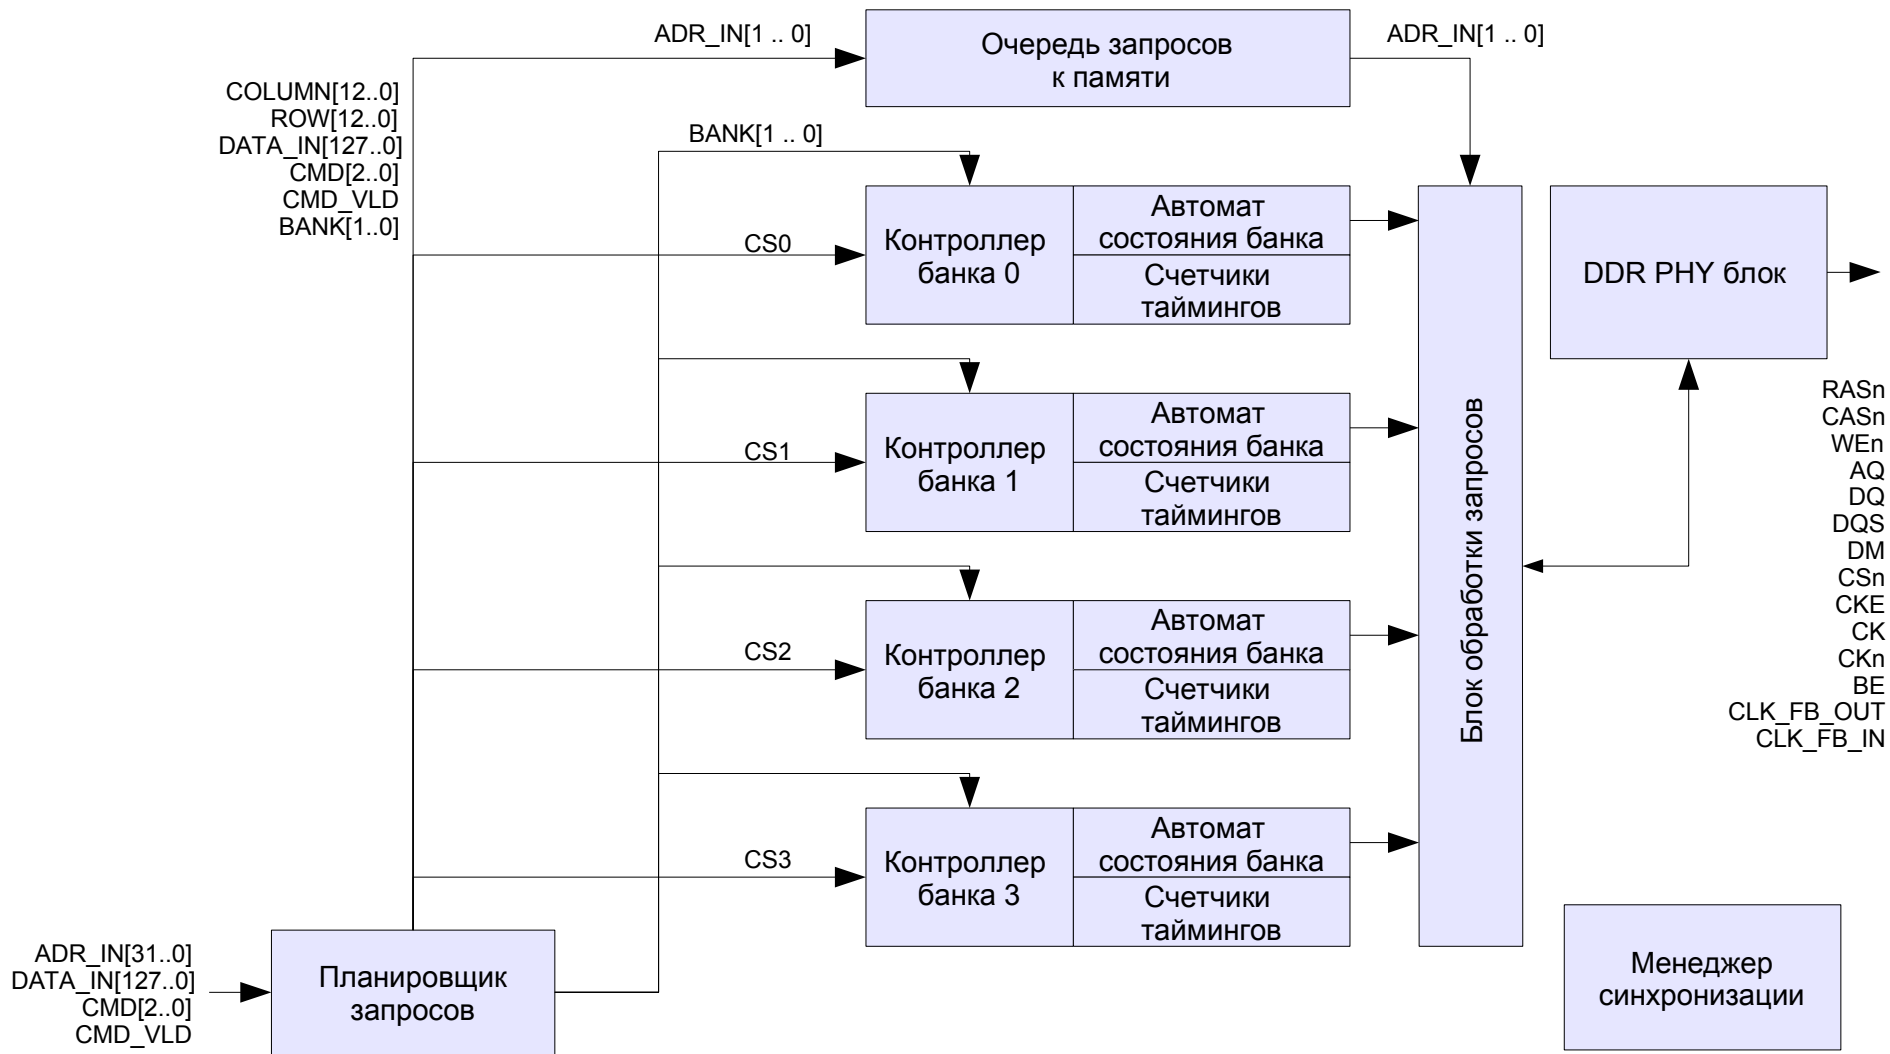 ADR_IN[1 .. 0]
Очередь запросов
к памяти
ADR_IN[1 .. 0]
COLUMN[12..0]
ROW[12..0]
DATA_IN[127..0]
CMD[2..0]
CMD_VLD
BANK[1..0]
BANK[1 .. 0]
CS0
Контроллер
банка 0
Автомат
состояния банка
Счетчики
таймингов
CS1
Контроллер
банка 1
Автомат
состояния банка
Счетчики
таймингов
CS2
Контроллер
банка 2
Автомат
состояния банка
Счетчики
таймингов
CS3
Контроллер
банка 3
Автомат
состояния банка
Счетчики
таймингов
Блок обработки запросов
DDR PHY блок
RASn
CASn
WEn
AQ
DQ
DQS
DM
CSn
CKE
CK
CKn
BE
CLK_FB_OUT
CLK_FB_IN
ADR_IN[31..0]
DATA_IN[127..0]
CMD[2..0]
CMD_VLD
Планировщик
запросов
Менеджер
синхронизации